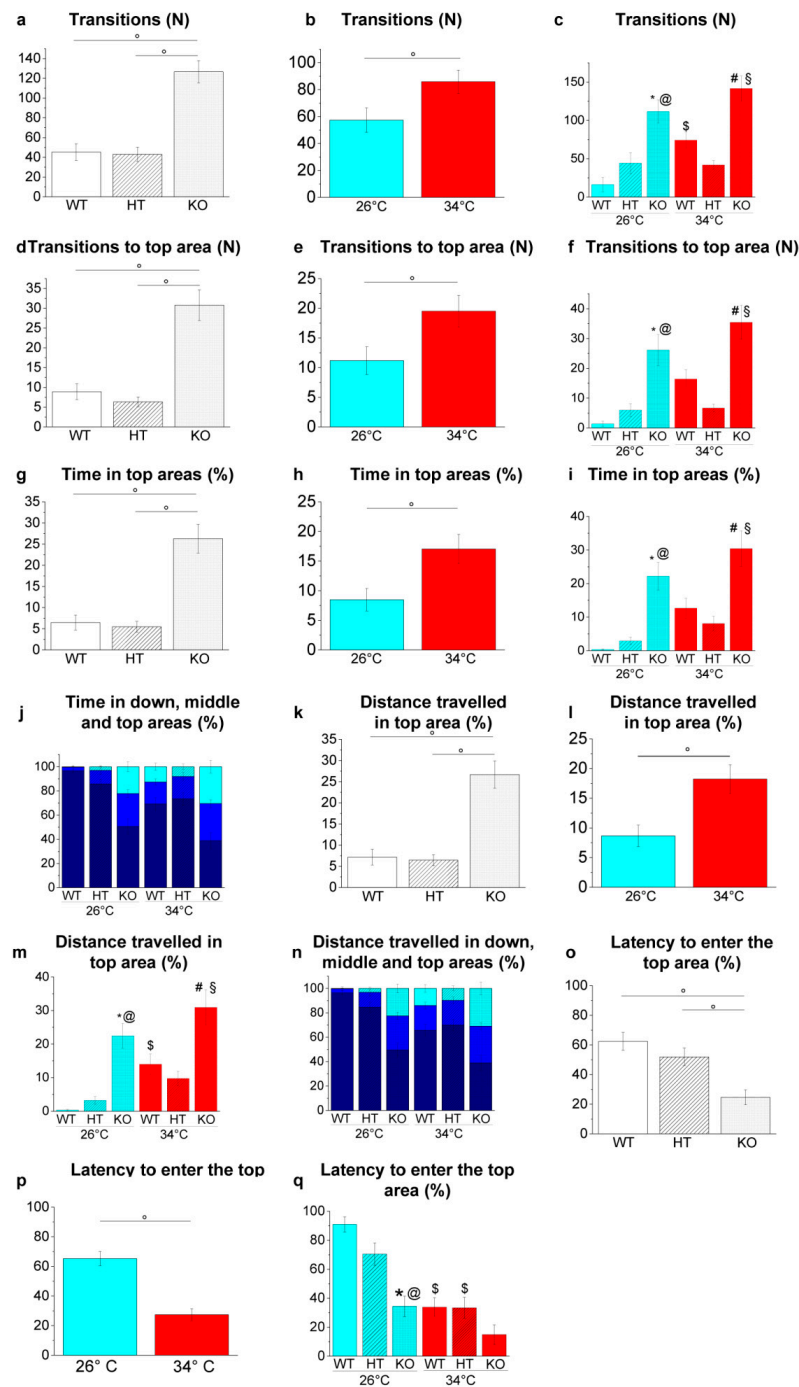 a Transitions (N)
140
120
100
80
60
40
20
0
WT HT KO
b Transitions (N)
100
80
60
40
20
0
26°C 34°C
c Transitions (N)
150
100
50
0
* @
$
# §
WT HT KO WT HT KO
26°C 34°C
dTransitions to top area (N)
35
30
25
20
15
10
5
0
WT HT KO
e Transitions to top area (N)
25
20
15
10
5
0
26°C 34°C
f Transitions to top area (N)
40
30
20
10
0
* @
# §
WT HT KO WT HT KO
26°C 34°C
g Time in top areas (%)
35
30
25
20
15
10
5
0
WT HT KO
h Time in top areas (%)
25
20
15
10
5
0
26°C 34°C
i Time in top areas (%)
40
30
20
10
0
* @
# §
WT HT KO WT HT KO
26°C 34°C
j Time in down, middle
and top areas (%)
100
80
60
40
20
0
WT HT KO WT HT KO
26°C 34°C
k Distance travelled
in top area (%)
35
30
25
20
15
10
5
0
WT HT KO
l Distance travelled
in top area (%)
25
20
15
10
5
0
26°C 34°C
m Distance travelled in
top area (%)
40
30
20
10
0
*@
$
# §
WT HT KO WT HT KO
26°C 34°C
n Distance travelled in down,
middle and top areas (%)
100
80
60
40
20
0
WT HT KO WT HT KO
26°C 34°C
o Latency to enter the
top area (%)
100
80
60
40
20
0
WT HT KO
p Latency to enter the top
100
80
60
40
20
0
26° C 34° C
q Latency to enter the top
area (%)
100
80
60
40
20
0
* @
$ $
WT HT KO WT HT KO
26°C 34°C